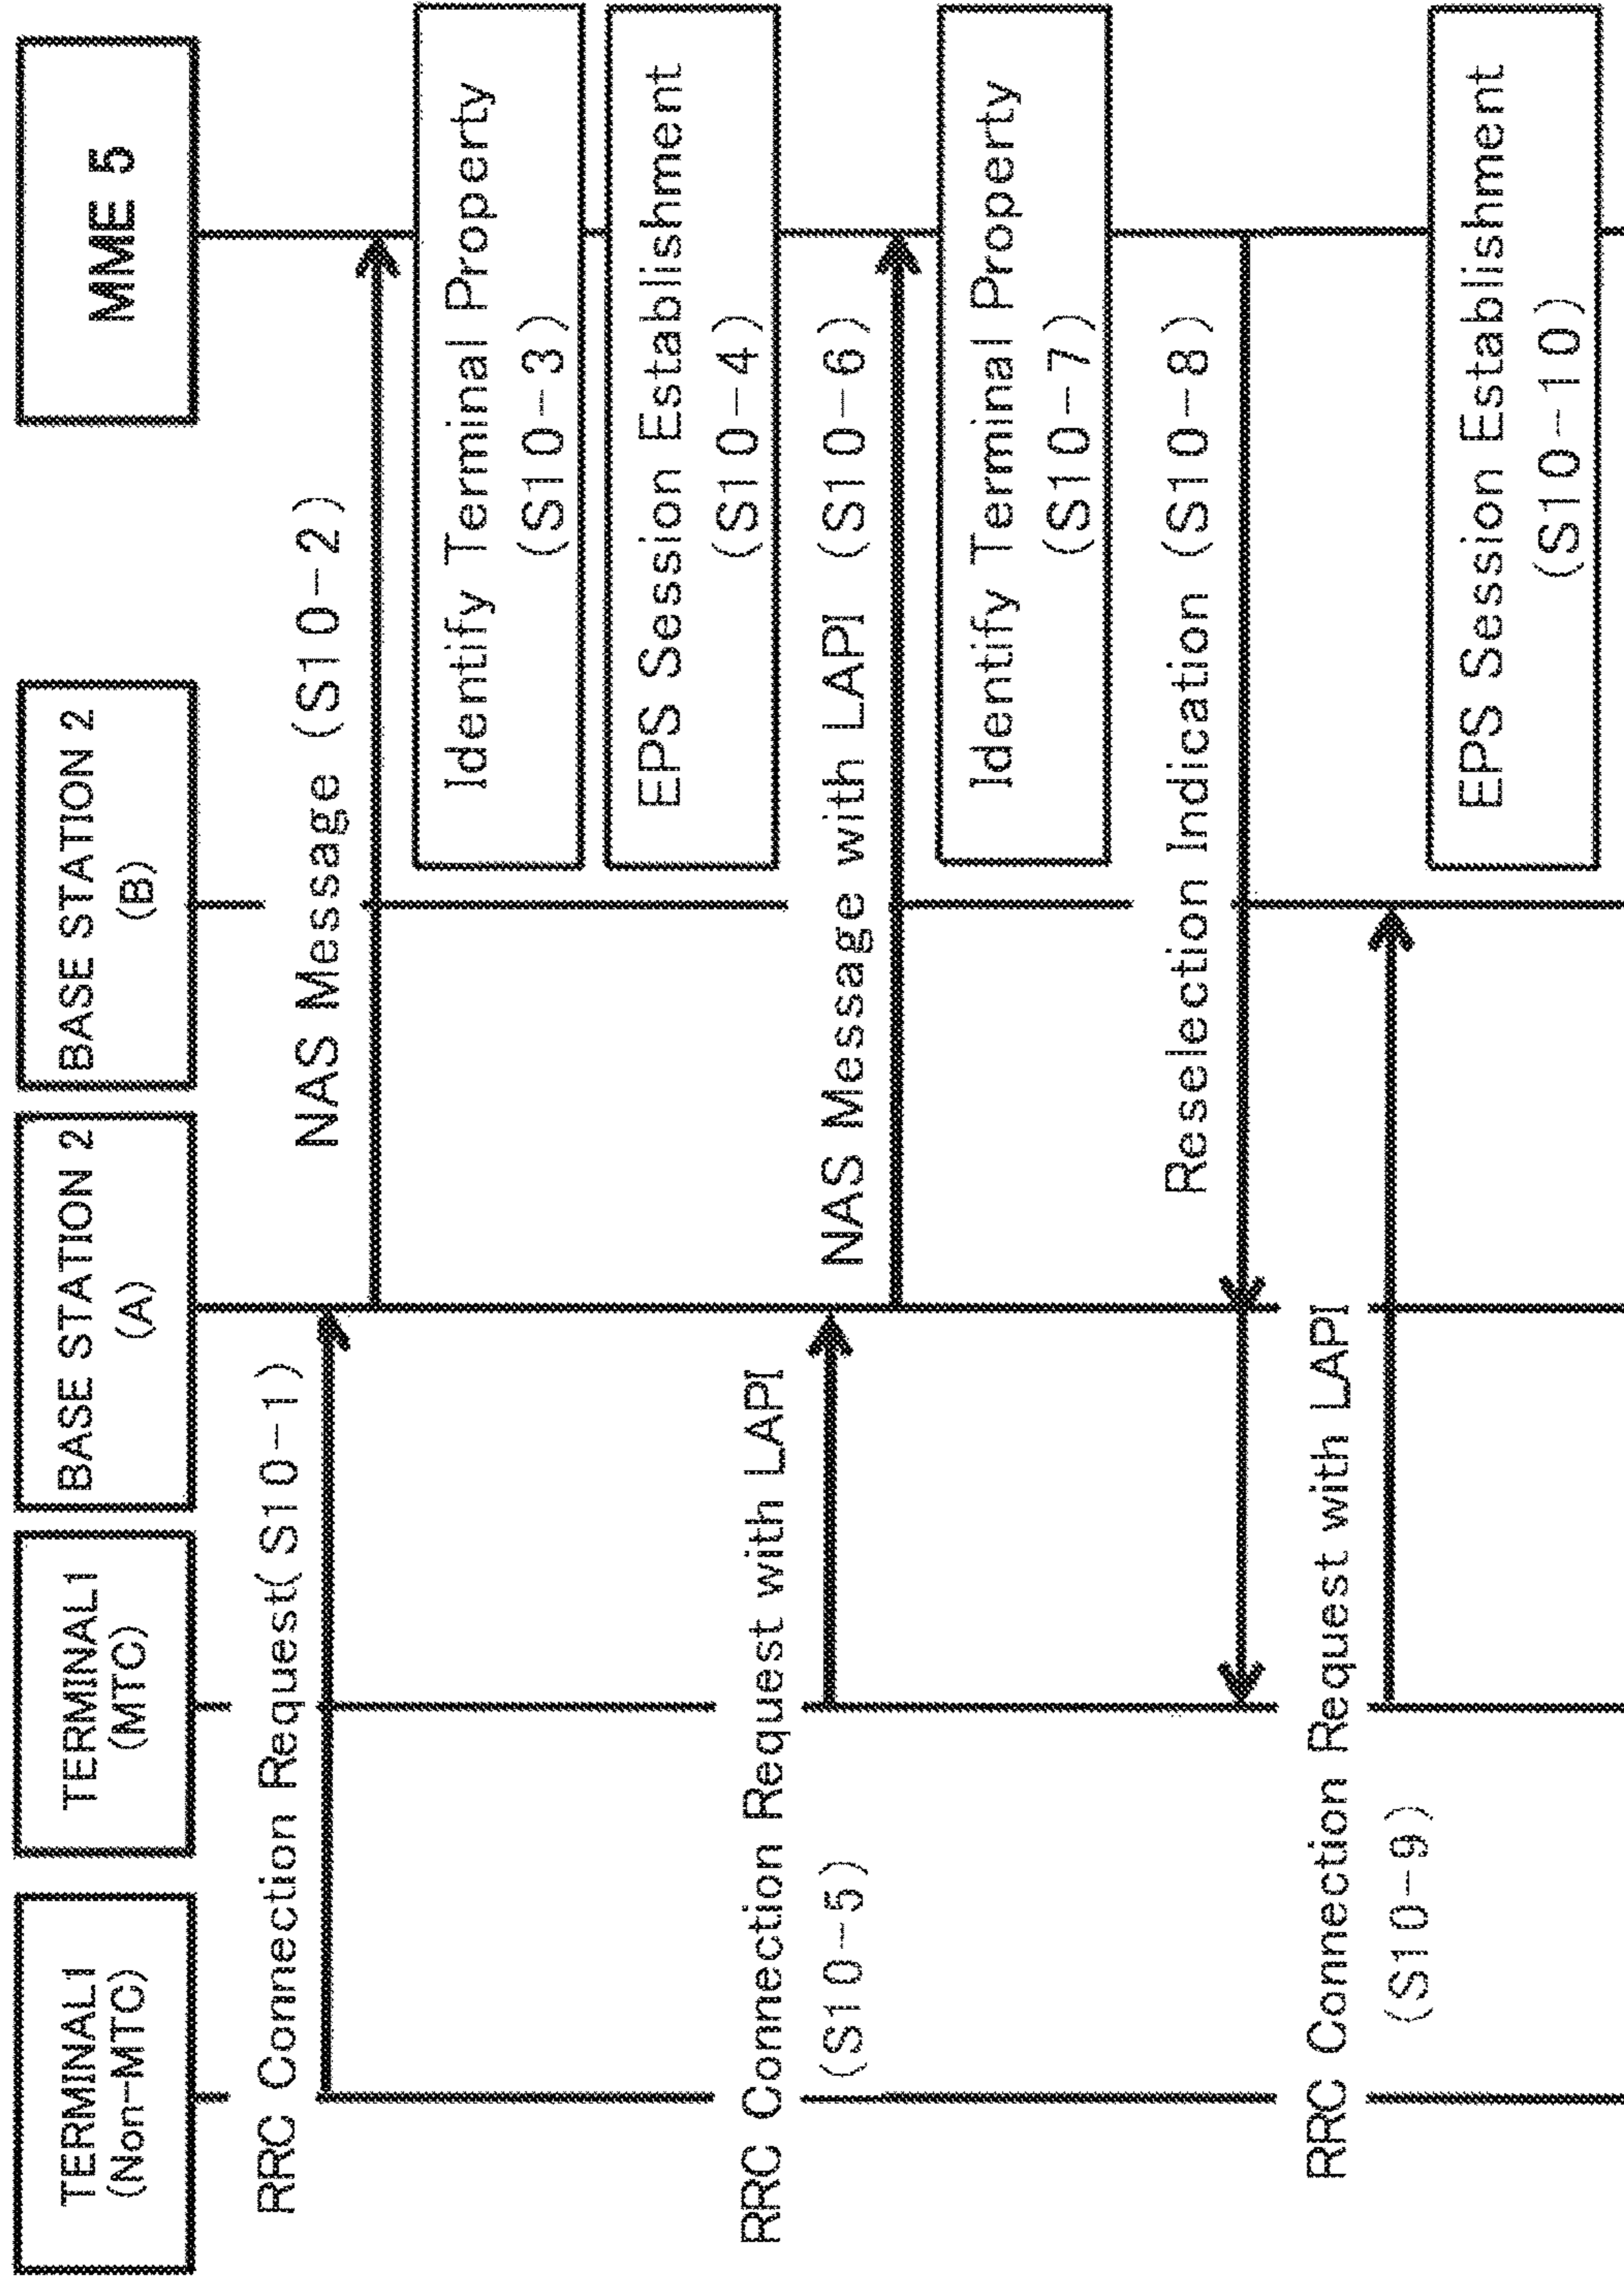 TERMINAL1
(Non-MTC)
TERMINAL1
(MTC)
BASE STATION 2
(A)
BASE STATION 2
(B)
MME 5
RRC Connection Request(S10-1)
NAS Message (S10-2)
Identify Terminal Property
(S10-3)
EPS Session Establishment
(S10-4)
RRC Connection Request with LAPI
(S10-5)
NAS Message with LAPI (S10-6)
Identify Terminal Property
(S10-7)
Reselection Indication (S10-8)
RRC Connection Request with LAPI
(S10-9)
EPS Session Establishment
(S10-10)